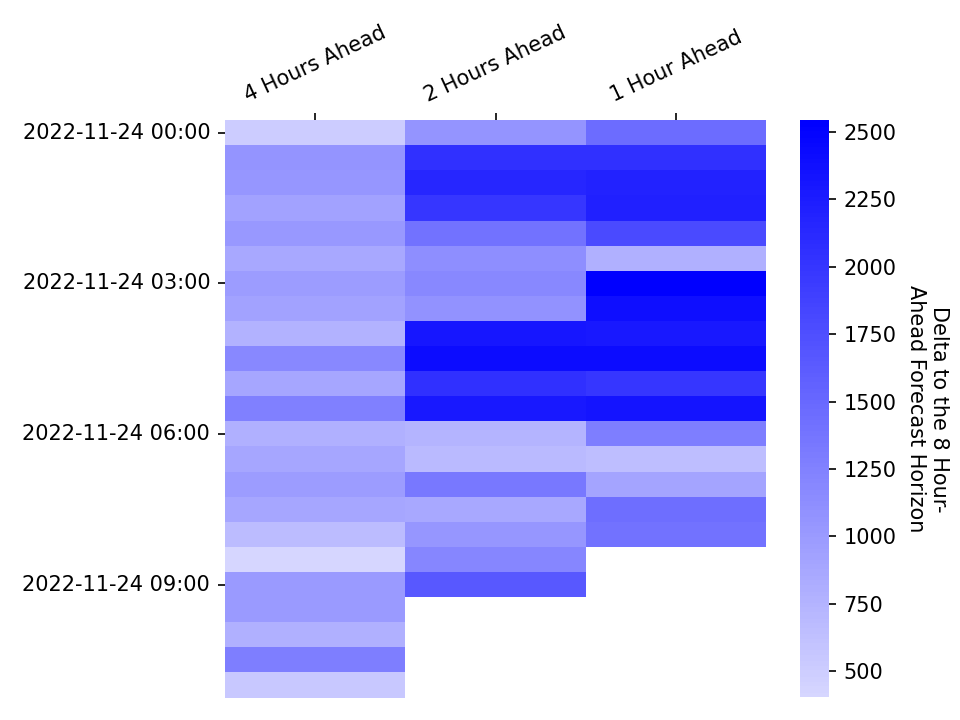 4 Hours Ahead
2 Hours Ahead
1 Hour Ahead
2022-11-24 00:00
2022-11-24 03:00
2022-11-24 06:00
2022-11-24 09:00
2500
2250
2000
1750
1500
1250
1000
750
500
Delta to the 8 Hour-
Ahead Forecast Horizon